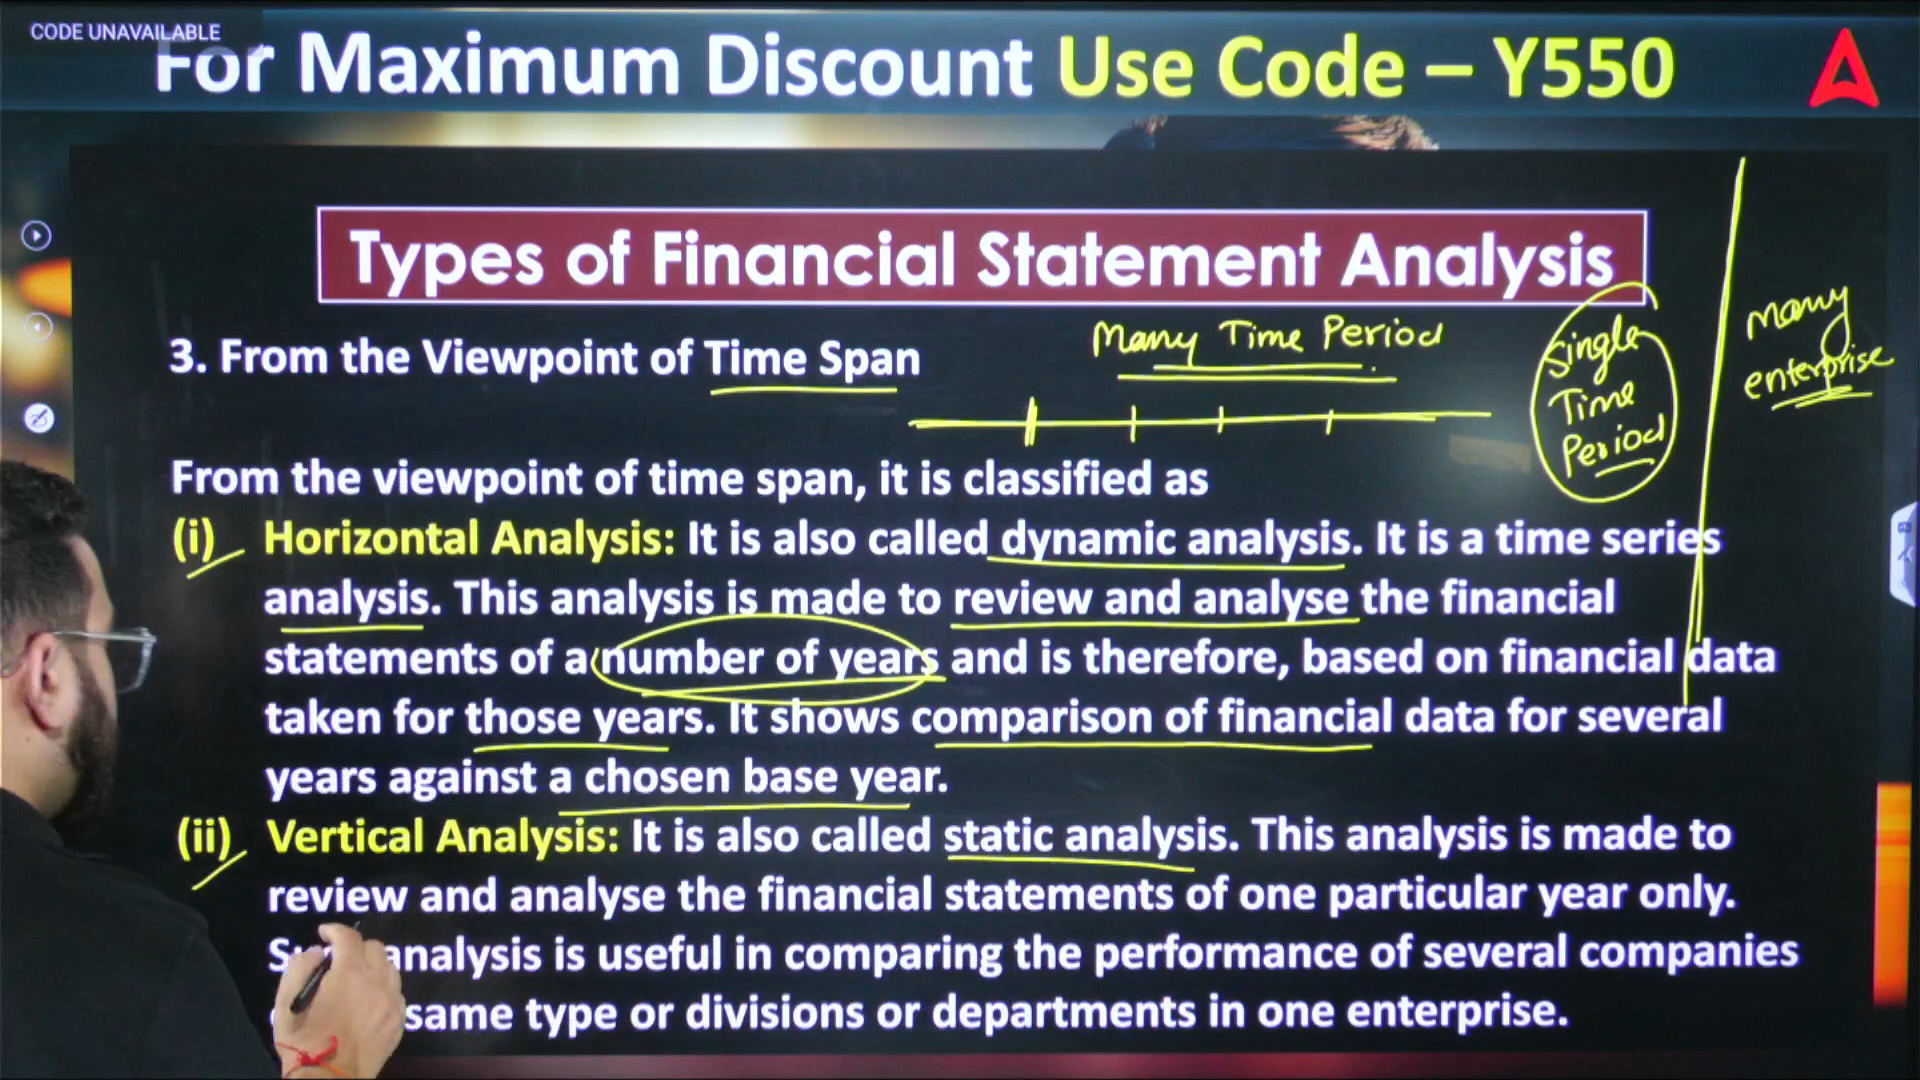 CODE UNAVAILABLE
For Maximum Discount Use Code – Y550
Types of Financial Statement Analysis
3. From the Viewpoint of Time Span
Many Time Period
Single
Time
Period
many
enterprise
From the viewpoint of time span, it is classified as
(i) Horizontal Analysis: It is also called dynamic analysis. It is a time series
analysis. This analysis is made to review and analyse the financial
statements of a number of years and is therefore, based on financial data
taken for those years. It shows comparison of financial data for several
years against a chosen base year.
(ii) Vertical Analysis: It is also called static analysis. This analysis is made to
review and analyse the financial statements of one particular year only.
analysis is useful in comparing the performance of several companies
same type or divisions or departments in one enterprise.